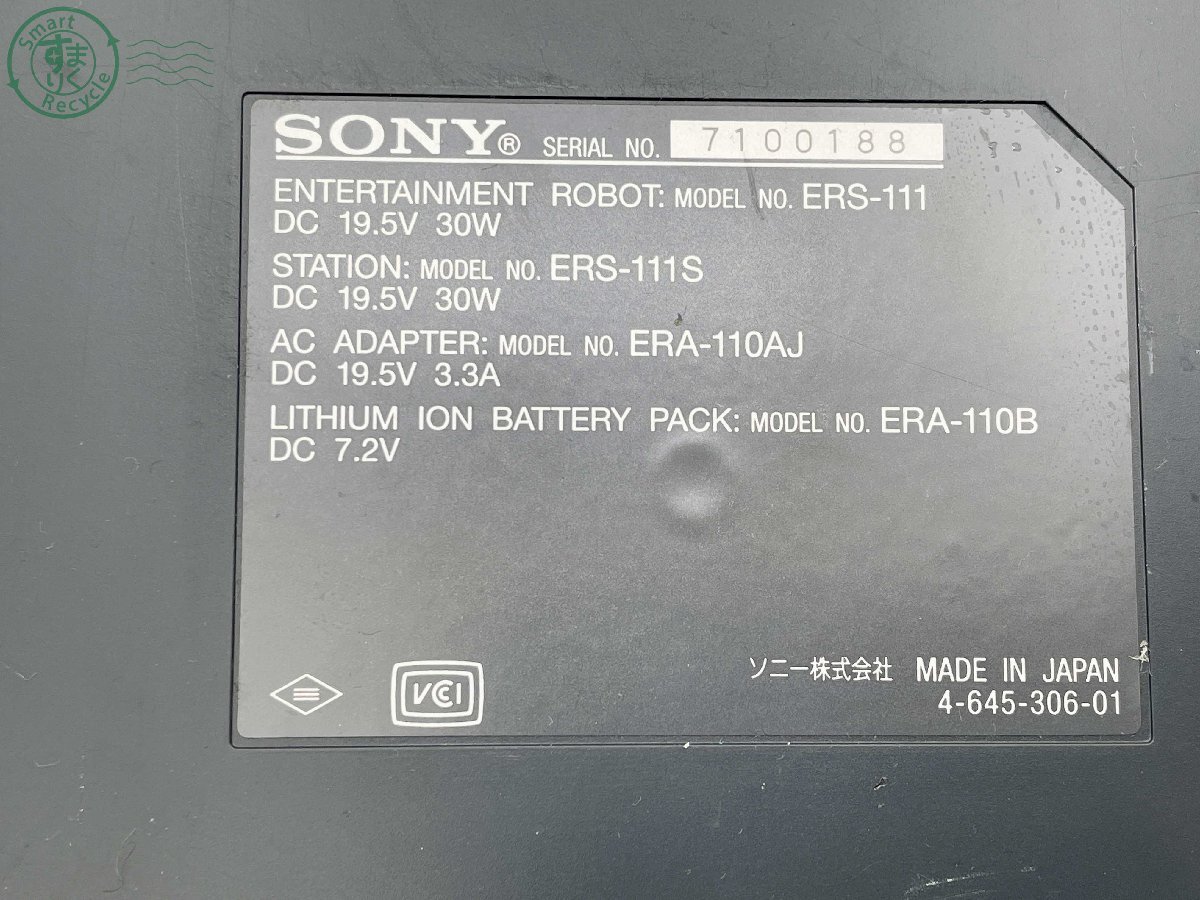 Smart
すまりく
Recycle
SONY® SERIAL NO. 7100188
ENTERTAINMENT ROBOT: MODEL NO. ERS-111
DC 19.5V 30W
STATION: MODEL NO. ERS-111S
DC 19.5V 30W
AC ADAPTER: MODEL NO. ERA-110AJ
DC 19.5V 3.3A
LITHIUM ION BATTERY PACK: MODEL NO. ERA-110B
DC 7.2V
VCCI
ソニー株式会社 MADE IN JAPAN
4-645-306-01